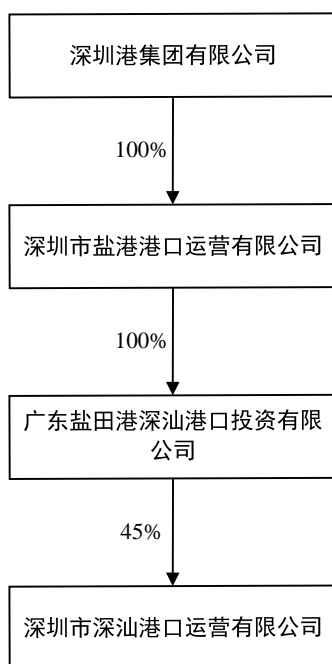 深圳港集团有限公司
100%
深圳市盐港港口运营有限公司
100%
广东盐田港深汕港口投资有限
公司
45%
深圳市深汕港口运营有限公司